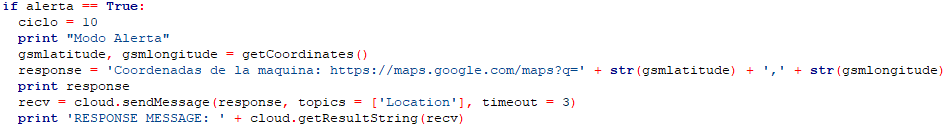 if alerta == True:
ciclo = 10
print "Modo Alerta"
gsmlatitude, gsmlongitude = getCoordinates()
response = 'Coordenadas de la maquina: https://maps.google.com/maps?q=' + str(gsmlatitude) + ',' + str(gsmlongitude)
print response
recv = cloud.sendMessage(response, topics = ['Location'], timeout = 3)
print 'RESPONSE MESSAGE: ' + cloud.getResultString(recv)